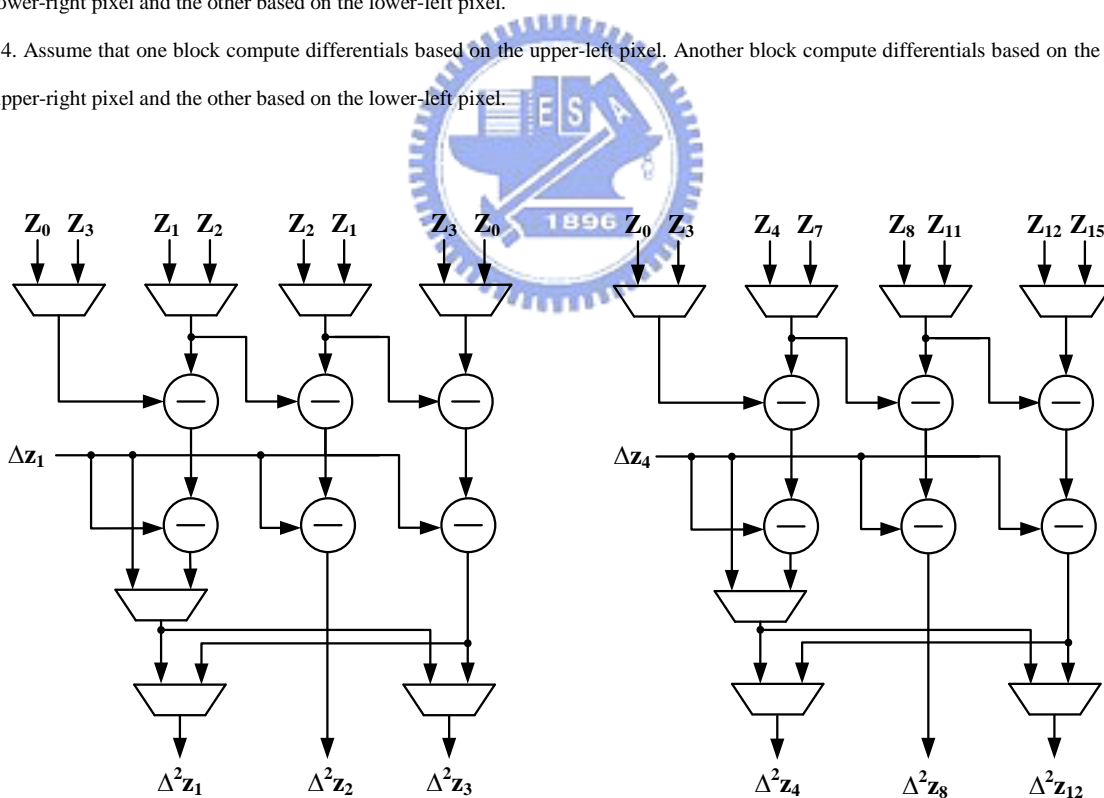 lower-right pixel and the other based on the lower-left pixel.
4. Assume that one block compute differentials based on the upper-left pixel. Another block compute differentials based on the
upper-right pixel and the other based on the lower-left pixel.
E S A
1896
Z₀ Z₃ Z₁ Z₂ Z₂ Z₁ Z₃ Z₀ Z₀ Z₃ Z₄ Z₇ Z₈ Z₁₁ Z₁₂ Z₁₅
— — — — — —
Δz₁ Δz₄
— — — — — —
Δ²z₁ Δ²z₂ Δ²z₃ Δ²z₄ Δ²z₈ Δ²z₁₂